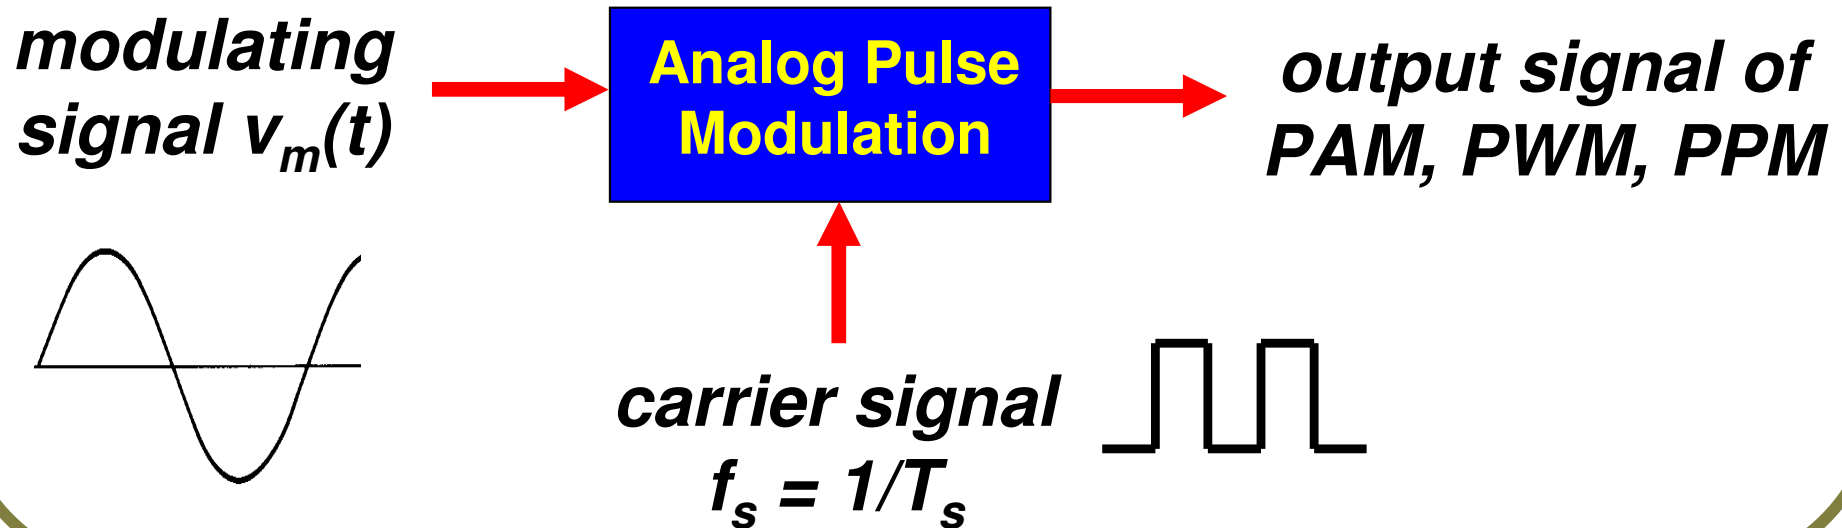 modulating
signal vm(t)
Analog Pulse
Modulation
output signal of
PAM, PWM, PPM
carrier signal
fs = 1/Ts